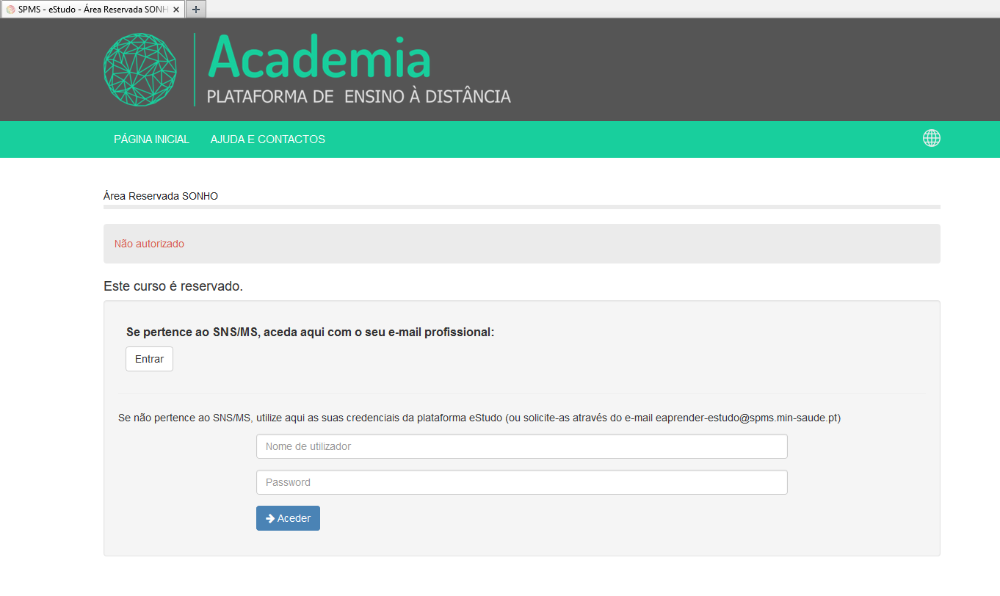 SPMS - eStudo - Área Reservada SONH
Academia
PLATAFORMA DE ENSINO À DISTÂNCIA
PÁGINA INICIAL AJUDA E CONTACTOS
Área Reservada SONHO
Não autorizado
Este curso é reservado.
Se pertence ao SNS/MS, aceda aqui com o seu e-mail profissional:
Entrar
Se não pertence ao SNS/MS, utilize aqui as suas credenciais da plataforma eStudo (ou solicite-as através do e-mail eaprender-estudo@spms.min-saude.pt)
Nome de utilizador
Password
Aceder